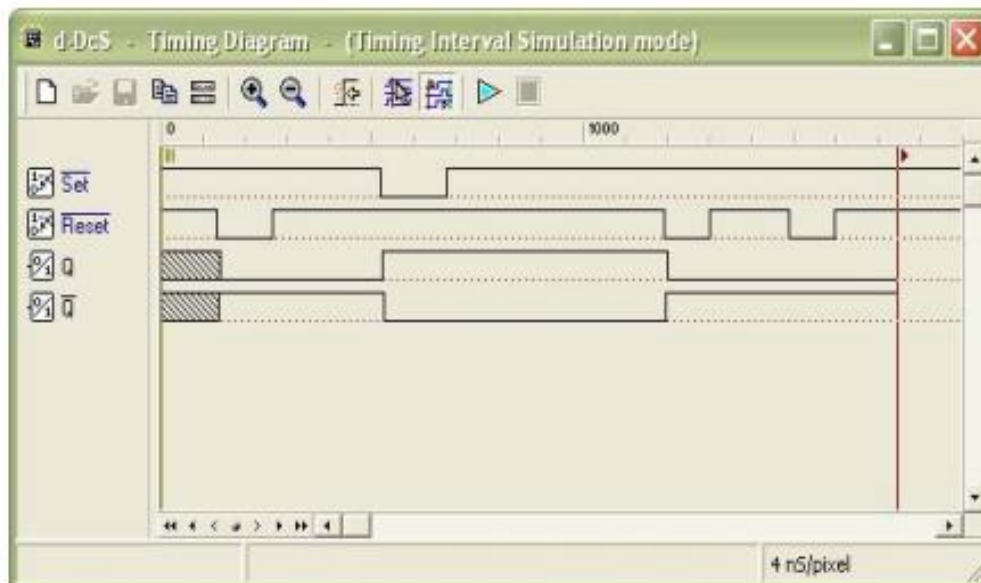 d-DcS - Timing Diagram - (Timing Interval Simulation mode)
0 1000
Set
Reset
Q
Q
4 nS/pixel